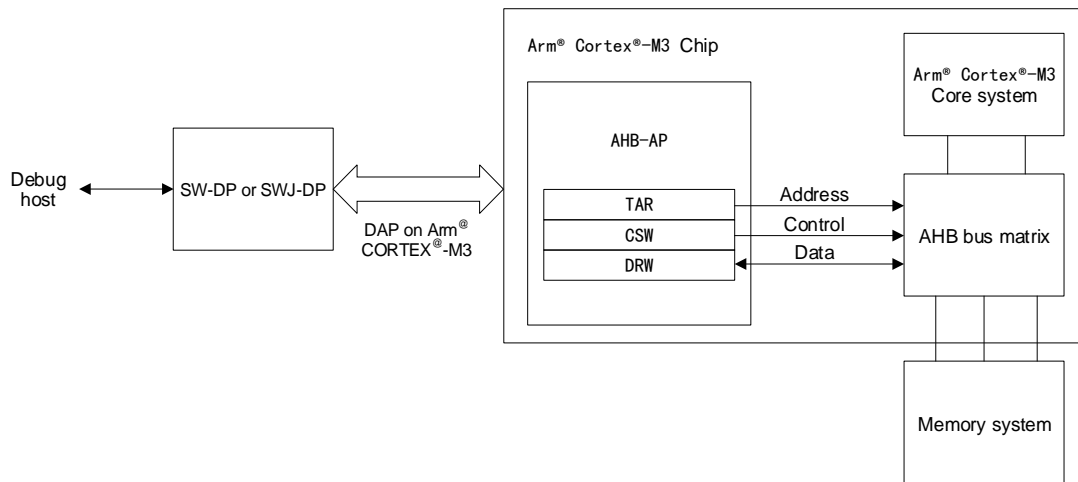 Debug
host
SW-DP or SWJ-DP
DAP on Arm@
CORTEX@-M3
Arm® Cortex®-M3 Chip
AHB-AP
TAR
CSW
DRW
Address
Control
Data
Arm® Cortex®-M3
Core system
AHB bus matrix
Memory system